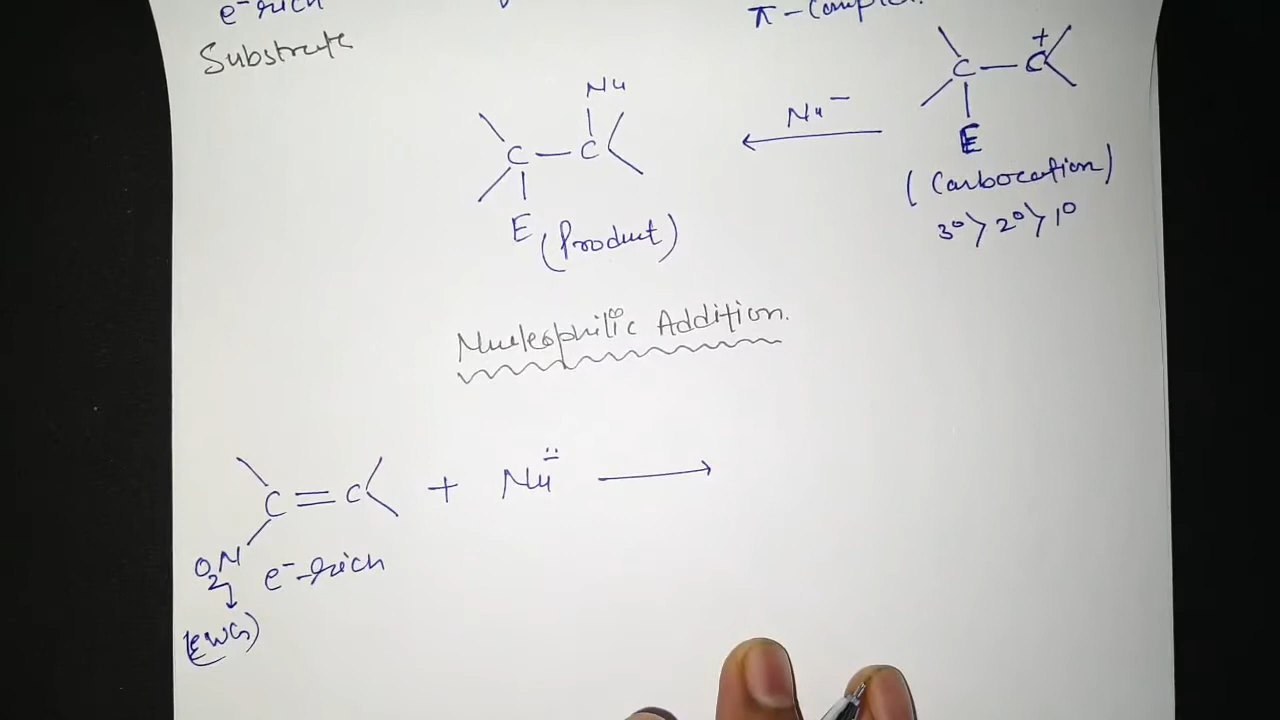 e⁻-rich
Substrate
π-Complex.
C — C⁺
E
(Carbocation)
3° > 2° > 1°
Nu⁻
Nu
C — C
E
(Product)
Nucleophilic Addition.
C = C + Nu⁻ →
O₂N
e⁻-rich
(EWG)